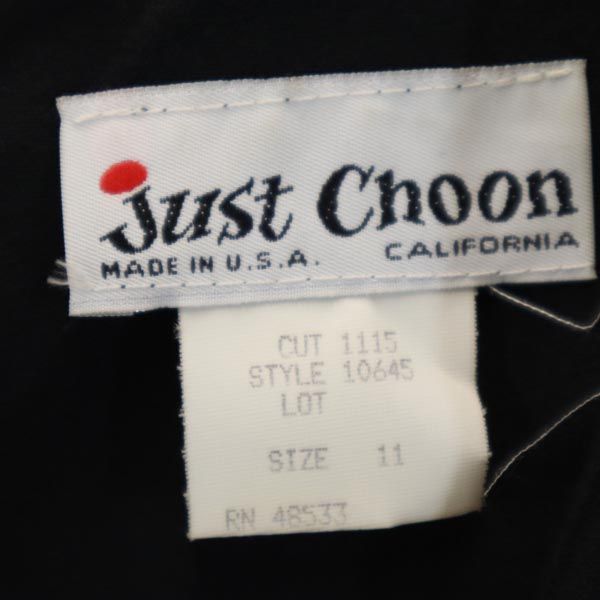 Just Choon
MADE IN U.S.A. CALIFORNIA
CUT 1115
STYLE 10645
LOT
SIZE 11
RN 48533